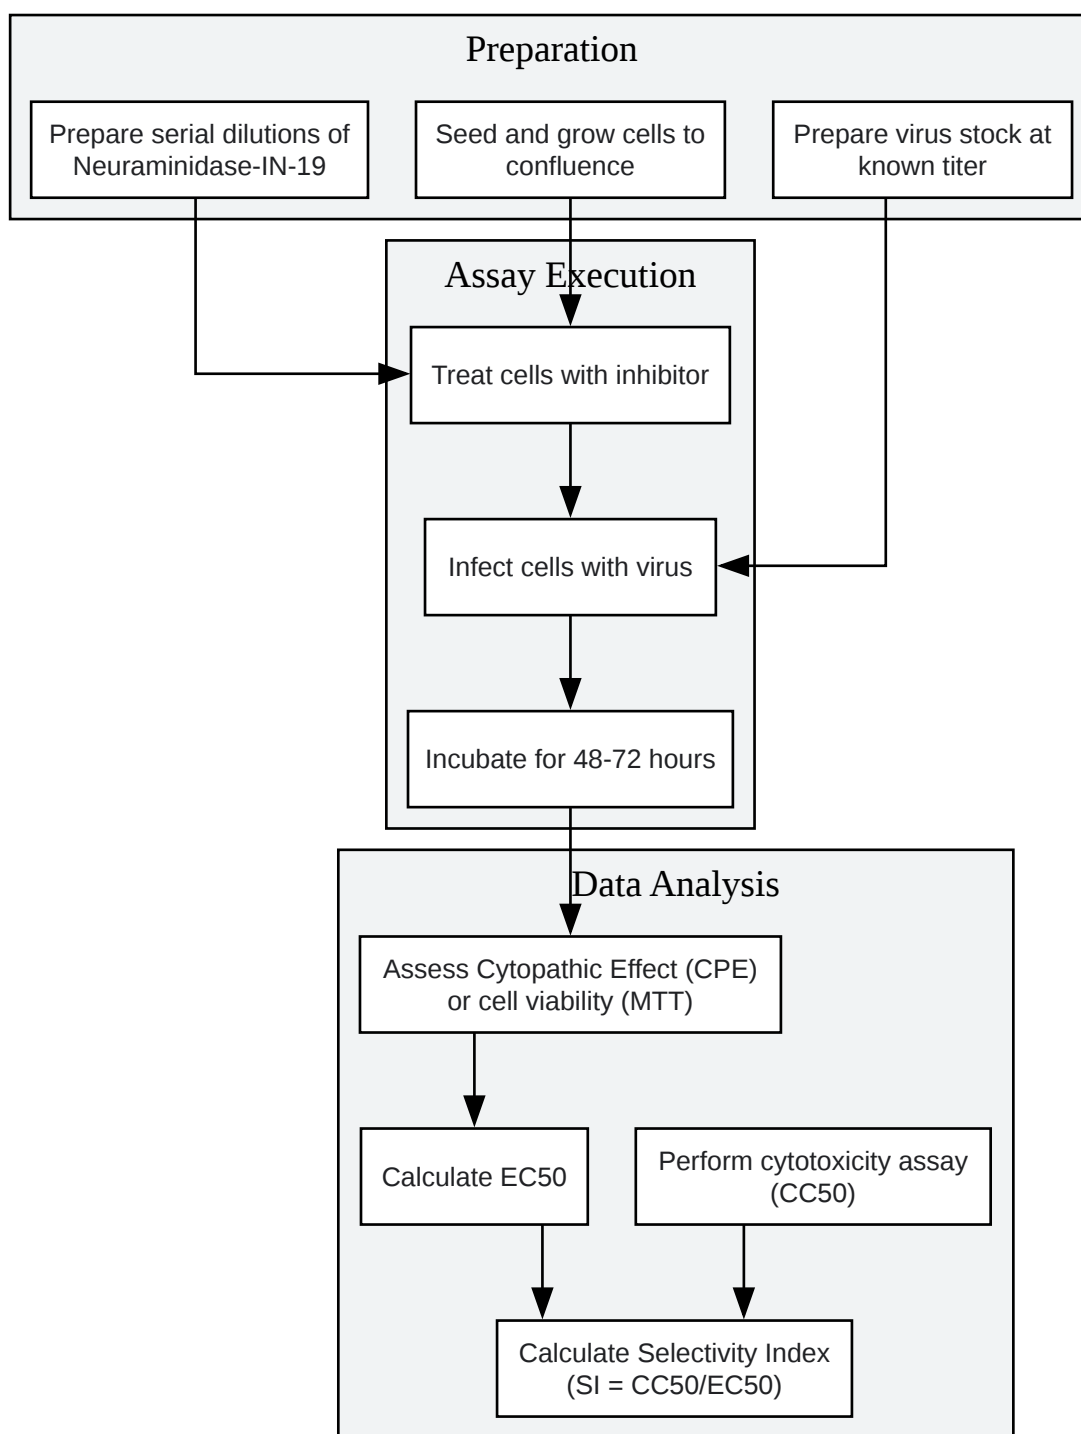 Preparation
Prepare serial dilutions of
Neuraminidase-IN-19
Seed and grow cells to
confluence
Prepare virus stock at
known titer
Assay Execution
Treat cells with inhibitor
Infect cells with virus
Incubate for 48-72 hours
Data Analysis
Assess Cytopathic Effect (CPE)
or cell viability (MTT)
Calculate EC50
Perform cytotoxicity assay
(CC50)
Calculate Selectivity Index
(SI = CC50/EC50)